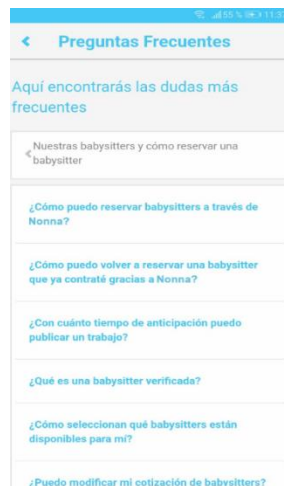 55 % 11:37
Preguntas Frecuentes
Aquí encontrarás las dudas más
frecuentes
Nuestras babysitters y cómo reservar una
babysitter
¿Cómo puedo reservar babysitters a través de
Nonna?
¿Cómo puedo volver a reservar una babysitter
que ya contraté gracias a Nonna?
¿Con cuánto tiempo de anticipación puedo
publicar un trabajo?
¿Qué es una babysitter verificada?
¿Cómo seleccionan qué babysitters están
disponibles para mí?
¿Puedo modificar mi cotización de babysitters?